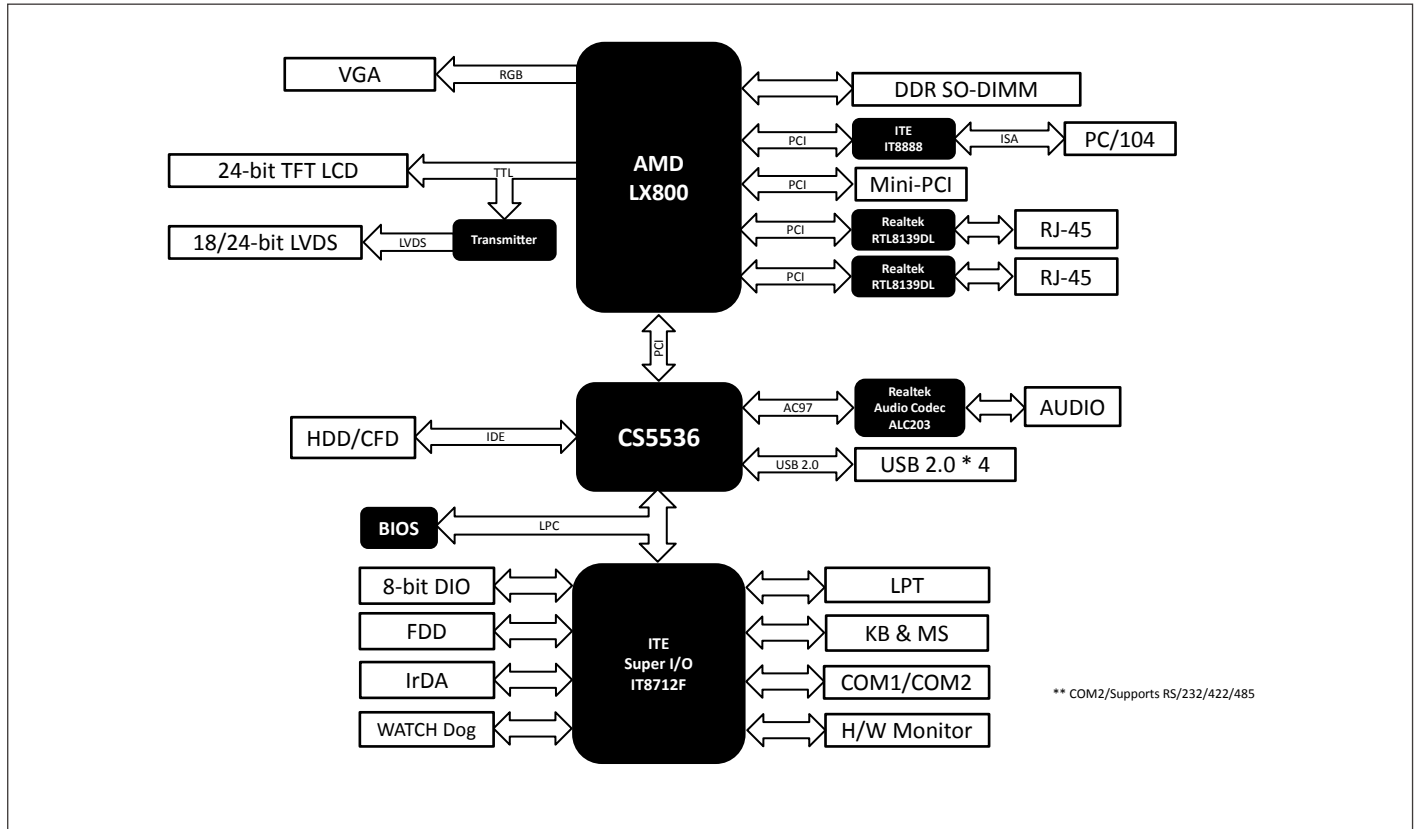 VGA
RGB
24-bit TFT LCD
TTL
18/24-bit LVDS
LVDS
Transmitter
AMD
LX800
DDR SO-DIMM
PCI
ITE
IT8888
ISA
PC/104
PCI
Mini-PCI
PCI
Realtek
RTL8139DL
RJ-45
PCI
Realtek
RTL8139DL
RJ-45
PCI
HDD/CFD
IDE
CS5536
AC97
Realtek
Audio Codec
ALC203
AUDIO
USB 2.0
USB 2.0 * 4
BIOS
LPC
8-bit DIO
FDD
IrDA
WATCH Dog
ITE
Super I/O
IT8712F
LPT
KB & MS
COM1/COM2
H/W Monitor
** COM2/Supports RS/232/422/485